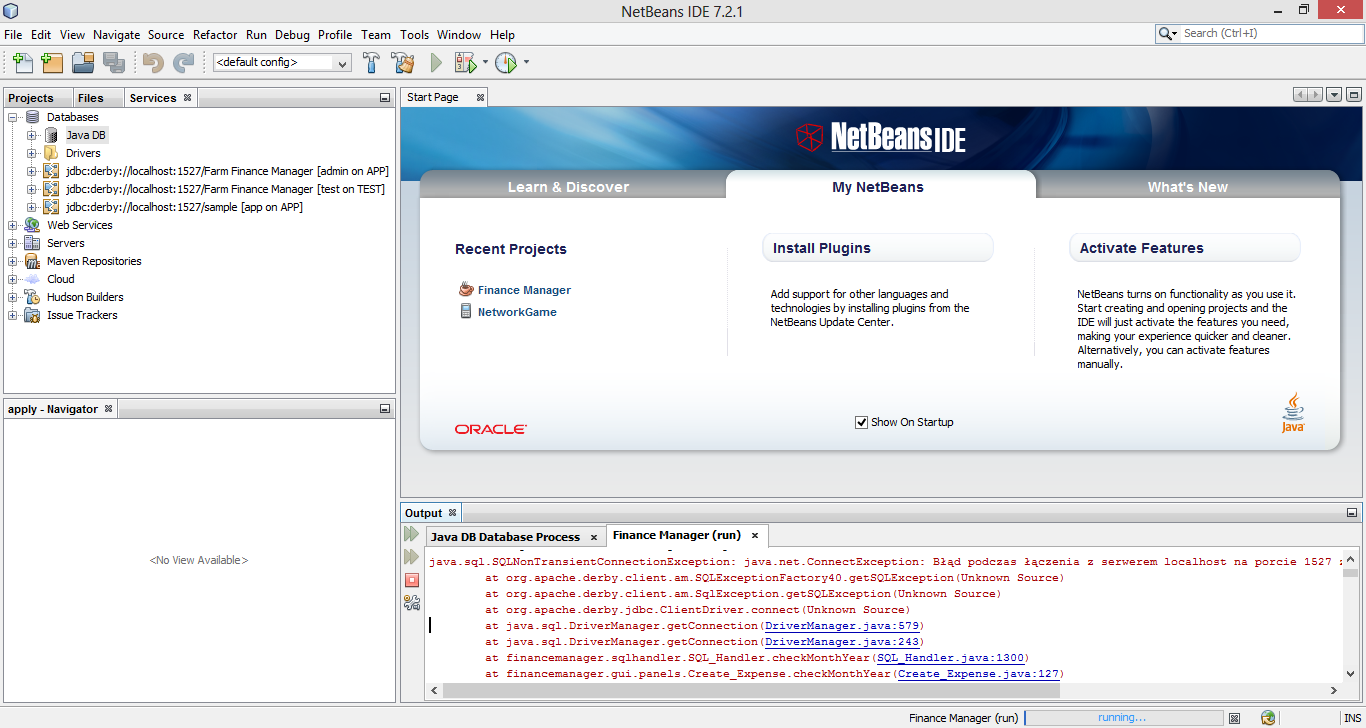 NetBeans IDE 7.2.1
File Edit View Navigate Source Refactor Run Debug Profile Team Tools Window Help
Search (Ctrl+I)
<default config>
Projects Files Services
Databases
Java DB
Drivers
jdbc:derby://localhost:1527/Farm Finance Manager [admin on APP]
jdbc:derby://localhost:1527/Farm Finance Manager [test on TEST]
jdbc:derby://localhost:1527/sample [app on APP]
Web Services
Servers
Maven Repositories
Cloud
Hudson Builders
Issue Trackers
apply - Navigator
<No View Available>
Start Page
NetBeans IDE
Learn & Discover
My NetBeans
What's New
Recent Projects
Finance Manager
NetworkGame
Install Plugins
Add support for other languages and
technologies by installing plugins from the
NetBeans Update Center.
Activate Features
NetBeans turns on functionality as you use it.
Start creating and opening projects and the
IDE will just activate the features you need,
making your experience quicker and cleaner.
Alternatively, you can activate features
manually.
ORACLE
Show On Startup
Java
Output
Java DB Database Process
Finance Manager (run)
java.sql.SQLNonTransientConnectionException: java.net.ConnectException: Błąd podczas łączenia z serwerem localhost na porcie 1527 z
at org.apache.derby.client.am.SQLExceptionFactory40.getSQLException(Unknown Source)
at org.apache.derby.client.am.SqlException.getSQLException(Unknown Source)
at org.apache.derby.jdbc.ClientDriver.connect(Unknown Source)
at java.sql.DriverManager.getConnection(DriverManager.java:579)
at java.sql.DriverManager.getConnection(DriverManager.java:243)
at financemanager.sqlhandler.SQL_Handler.checkMonthYear(SQL_Handler.java:1300)
at financemanager.gui.panels.Create_Expense.checkMonthYear(Create_Expense.java:127)
Finance Manager (run)
running...
INS